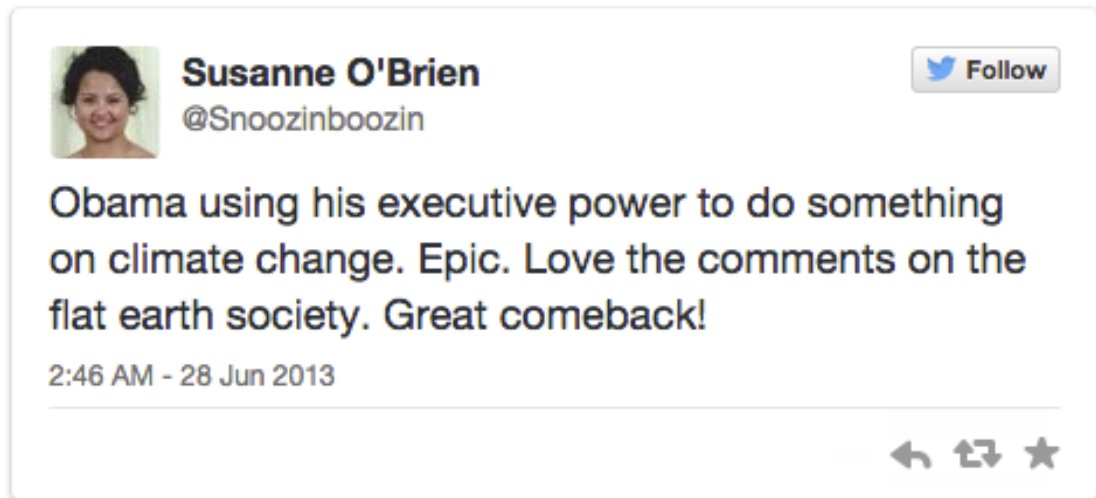 Susanne O'Brien
@Snoozinboozin
Follow
Obama using his executive power to do something
on climate change. Epic. Love the comments on the
flat earth society. Great comeback!
2:46 AM - 28 Jun 2013